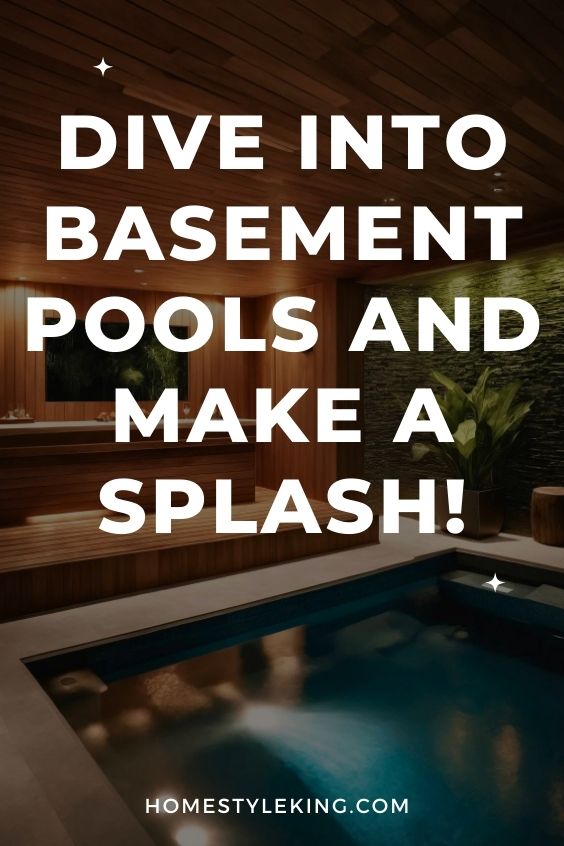 DIVE INTO
BASEMENT
POOLS AND
MAKE A
SPLASH!
HOMESTYLEKING.COM